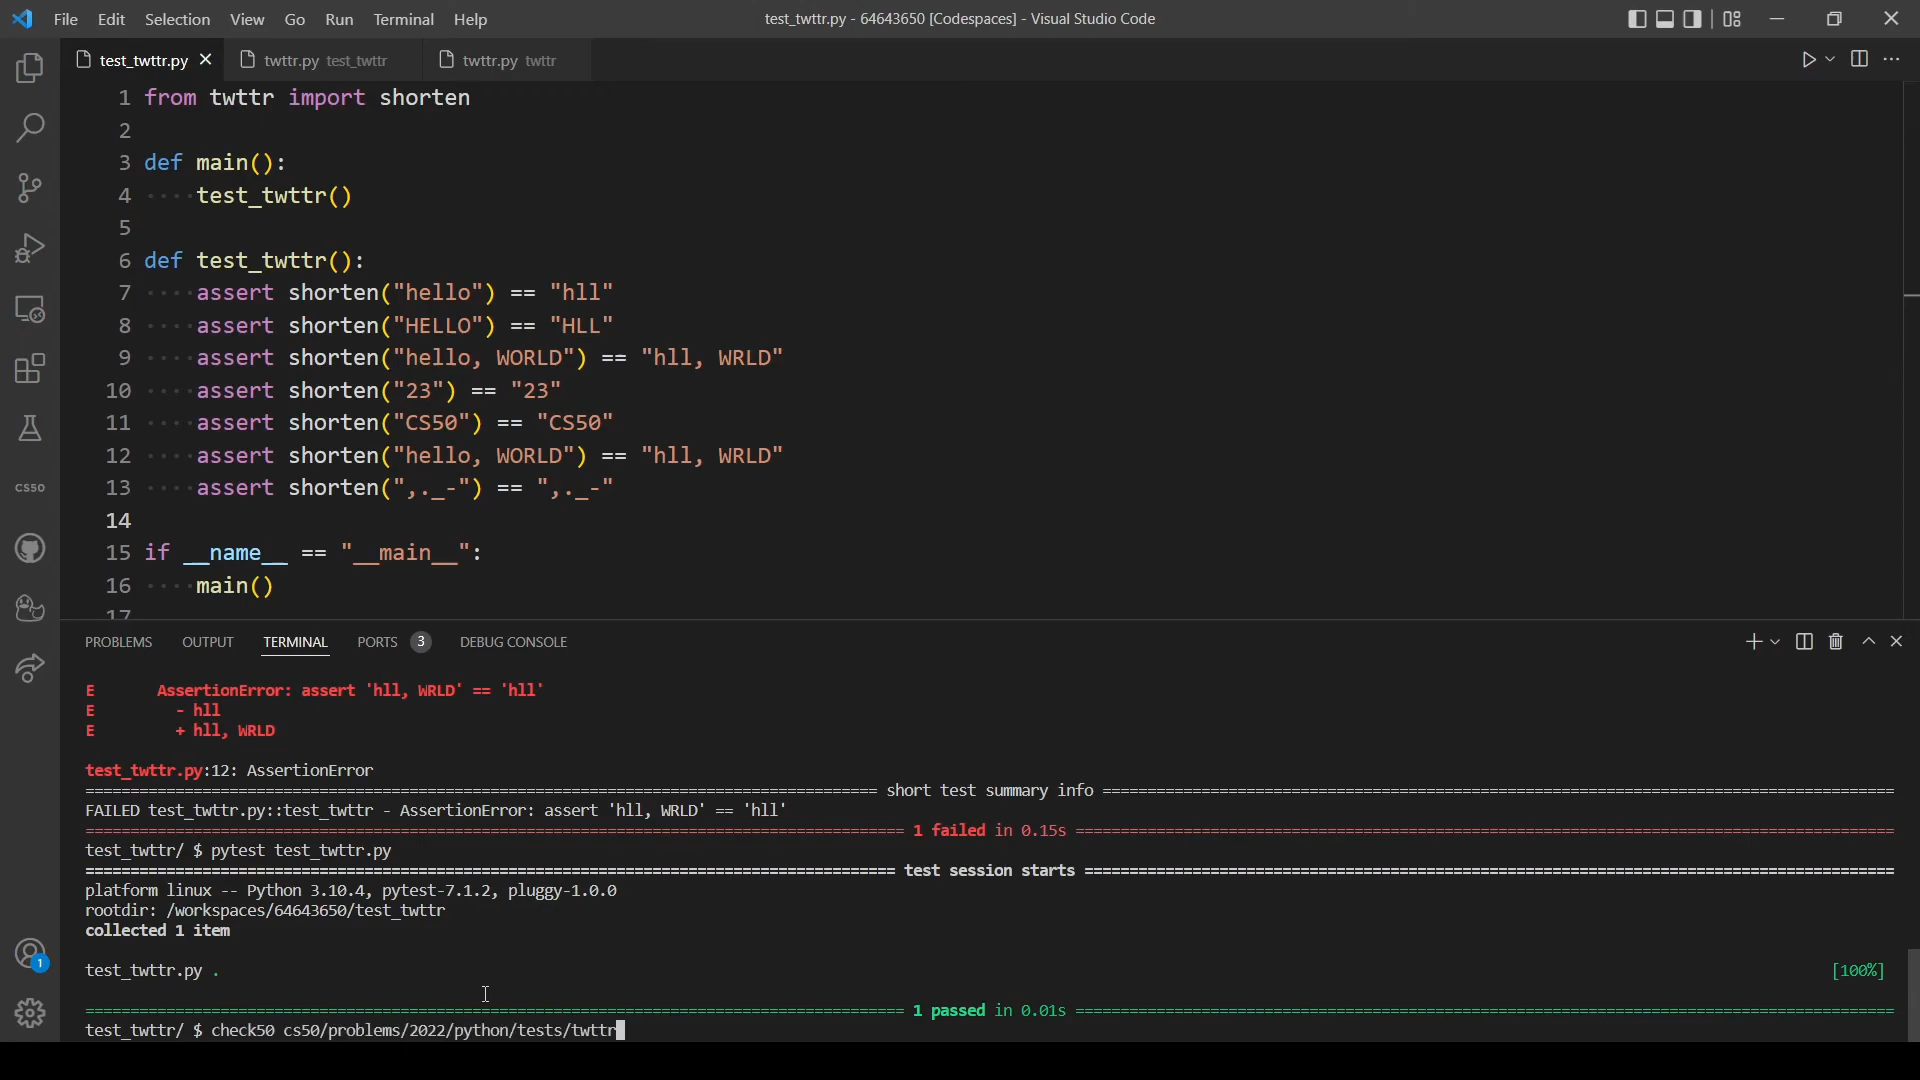 File Edit Selection View Go Run Terminal Help
test_twttr.py - 64643650 [Codespaces] - Visual Studio Code
test_twttr.py
twttr.py test_twttr
twttr.py twttr
1 from twttr import shorten
2
3 def main():
4 ····test_twttr()
5
6 def test_twttr():
7 ····assert shorten("hello") == "hll"
8 ····assert shorten("HELLO") == "HLL"
9 ····assert shorten("hello, WORLD") == "hll, WRLD"
10 ····assert shorten("23") == "23"
11 ····assert shorten("CS50") == "CS50"
12 ····assert shorten("hello, WORLD") == "hll, WRLD"
13 ····assert shorten(",._-") == ",._-"
14
15 if __name__ == "__main__":
16 ····main()
17
CS50
PROBLEMS OUTPUT TERMINAL PORTS 3 DEBUG CONSOLE
E       AssertionError: assert 'hll, WRLD' == 'hll'
E         - hll
E         + hll, WRLD
test_twttr.py:12: AssertionError
======================================================================================== short test summary info ========================================================================================
FAILED test_twttr.py::test_twttr - AssertionError: assert 'hll, WRLD' == 'hll'
=========================================================================================== 1 failed in 0.15s ===========================================================================================
test_twttr/ $ pytest test_twttr.py
========================================================================================== test session starts ==========================================================================================
platform linux -- Python 3.10.4, pytest-7.1.2, pluggy-1.0.0
rootdir: /workspaces/64643650/test_twttr
collected 1 item
test_twttr.py . [100%]
=========================================================================================== 1 passed in 0.01s ===========================================================================================
test_twttr/ $ check50 cs50/problems/2022/python/tests/twttr
1